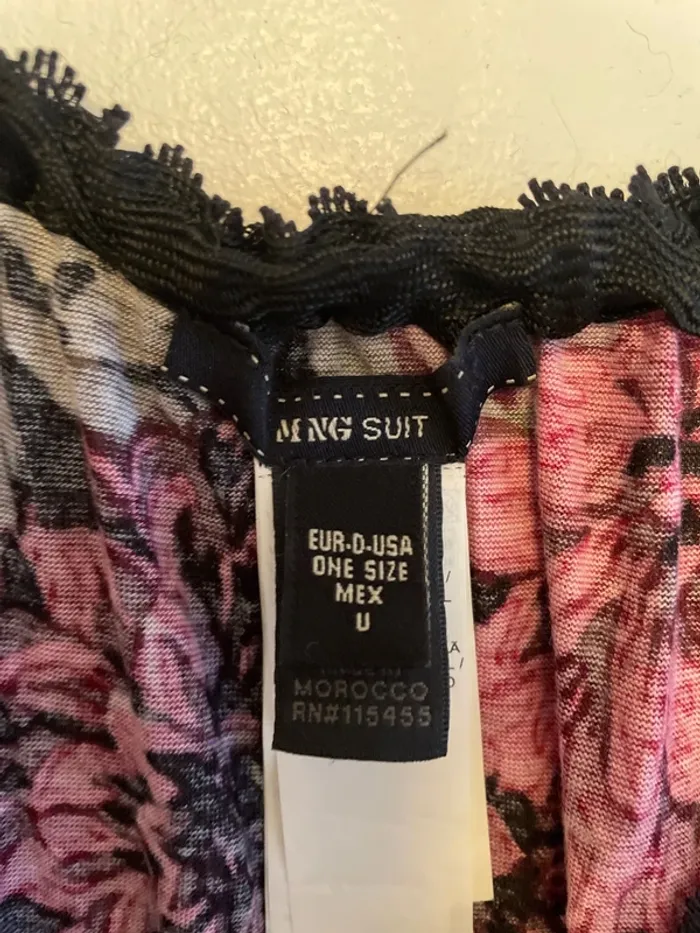 MNG SUIT
EUR-D-USA
ONE SIZE
MEX
U
MOROCCO
RN#115455